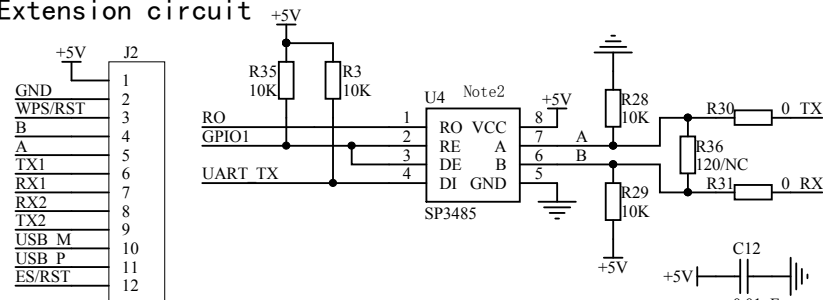 Extension circuit
+5V
+5V
J2
1
GND
2
WPS/RST
3
B
4
A
5
TX1
6
RX1
7
RX2
8
TX2
9
USB_M
10
USB_P
11
ES/RST
12
R35
10K
R3
10K
RO
GPIO1
UART_TX
U4
Note2
1
2
3
4
RO VCC
RE A
DE B
DI GND
8
7
6
5
SP3485
+5V
A
B
R28
10K
R29
10K
+5V
R30
0
TX
R36
120/NC
R31
0
RX
C12
+5V